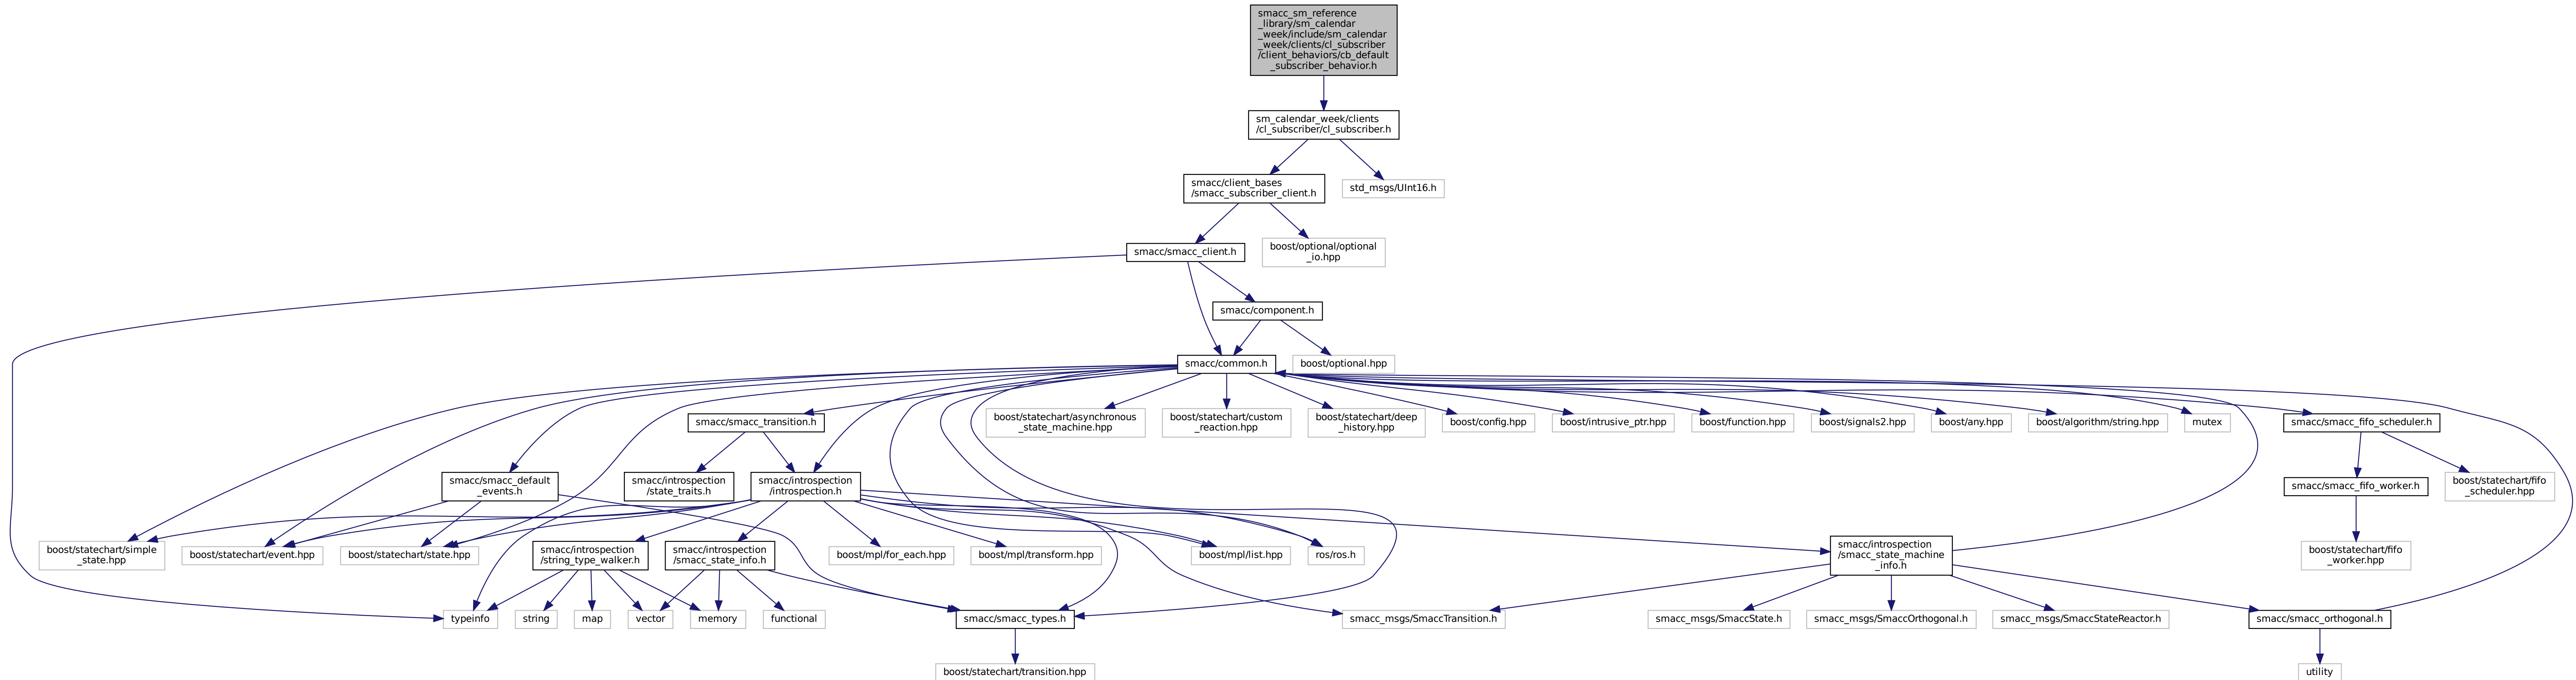 smacc_sm_reference
_library/sm_calendar
_week/include/sm_calendar
_week/clients/cl_subscriber
/client_behaviors/cb_default
_subscriber_behavior.h
sm_calendar_week/clients
/cl_subscriber/cl_subscriber.h
smacc/client_bases
/smacc_subscriber_client.h
std_msgs/UInt16.h
smacc/smacc_client.h
boost/optional/optional
_io.hpp
smacc/component.h
smacc/common.h
boost/optional.hpp
smacc/smacc_transition.h
boost/statechart/asynchronous
_state_machine.hpp
boost/statechart/custom
_reaction.hpp
boost/statechart/deep
_history.hpp
boost/config.hpp
boost/intrusive_ptr.hpp
boost/function.hpp
boost/signals2.hpp
boost/any.hpp
boost/algorithm/string.hpp
mutex
smacc/smacc_fifo_scheduler.h
smacc/smacc_default
_events.h
smacc/introspection
/state_traits.h
smacc/introspection
/introspection.h
smacc/smacc_fifo_worker.h
boost/statechart/fifo
_scheduler.hpp
boost/statechart/simple
_state.hpp
boost/statechart/event.hpp
boost/statechart/state.hpp
smacc/introspection
/string_type_walker.h
smacc/introspection
/smacc_state_info.h
boost/mpl/for_each.hpp
boost/mpl/transform.hpp
boost/mpl/list.hpp
ros/ros.h
smacc/introspection
/smacc_state_machine
_info.h
boost/statechart/fifo
_worker.hpp
typeinfo
string
map
vector
memory
functional
smacc/smacc_types.h
smacc_msgs/SmaccTransition.h
smacc_msgs/SmaccState.h
smacc_msgs/SmaccOrthogonal.h
smacc_msgs/SmaccStateReactor.h
smacc/smacc_orthogonal.h
boost/statechart/transition.hpp
utility